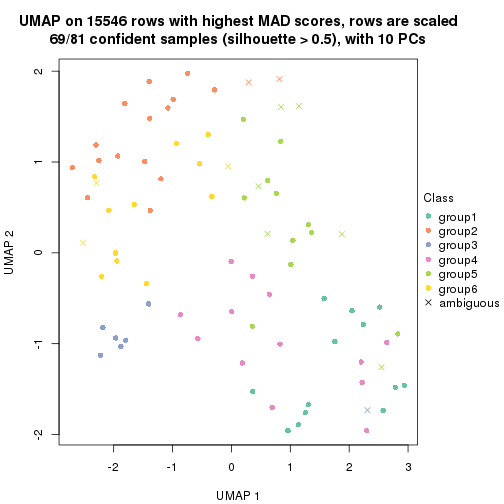 UMAP on 15546 rows with highest MAD scores, rows are scaled
69/81 confident samples (silhouette > 0.5), with 10 PCs
UMAP 2
2
1
0
-1
-2
-2
-1
0
1
2
3
UMAP 1
Class
group1
group2
group3
group4
group5
group6
ambiguous